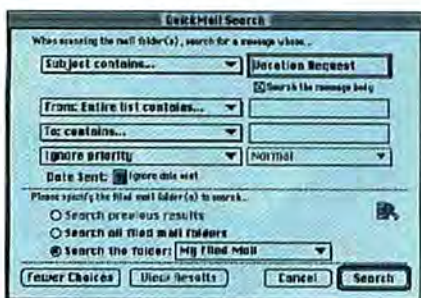 QuickMail Search
When scanning the mail folder(s), search for a message whose...
Subject contains... Vacation Request
Search the message body
From: Entire list contains...
To: contains...
Ignore priority Normal
Date Sent: Ignore date sent
Please specify the filed mail folder(s) to search...
Search previous results
Search all filed mail folders
Search the folder: My Filed Mail
Fewer Choices View Results Cancel Search